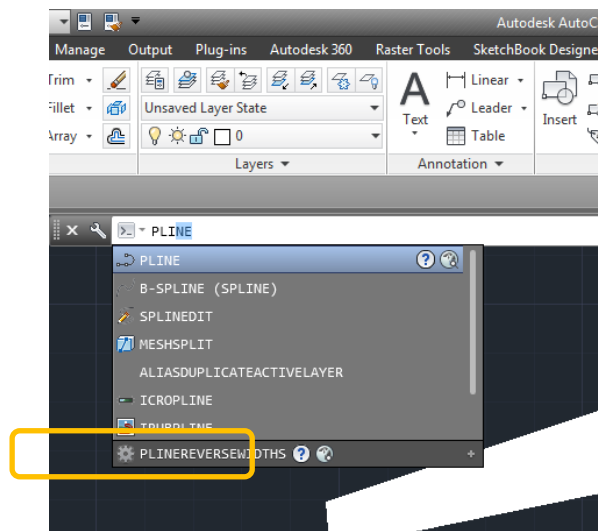 Autodesk AutoC
Manage Output Plug-ins Autodesk 360 Raster Tools SketchBook Designe
Trim
Fillet Unsaved Layer State
Array 0
Layers
A
Text
Linear
Leader
Table
Annotation
Insert
PLINE
PLINE
B-SPLINE (SPLINE)
SPLINEDIT
MESHSPLIT
ALIASDUPLICATEACTIVELAYER
ICROPLINE
PLINEREVERSEWIDTHS